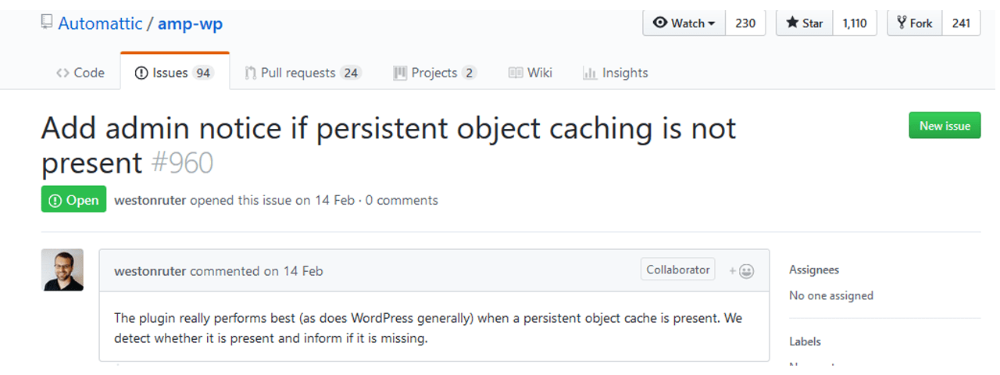 Automattic / amp-wp
Watch 230 Star 1,110 Fork 241
Code Issues 94 Pull requests 24 Projects 2 Wiki Insights
Add admin notice if persistent object caching is not
present #960
New issue
Open westonruter opened this issue on 14 Feb · 0 comments
westonruter commented on 14 Feb Collaborator +
The plugin really performs best (as does WordPress generally) when a persistent object cache is present. We
detect whether it is present and inform if it is missing.
Assignees
No one assigned
Labels